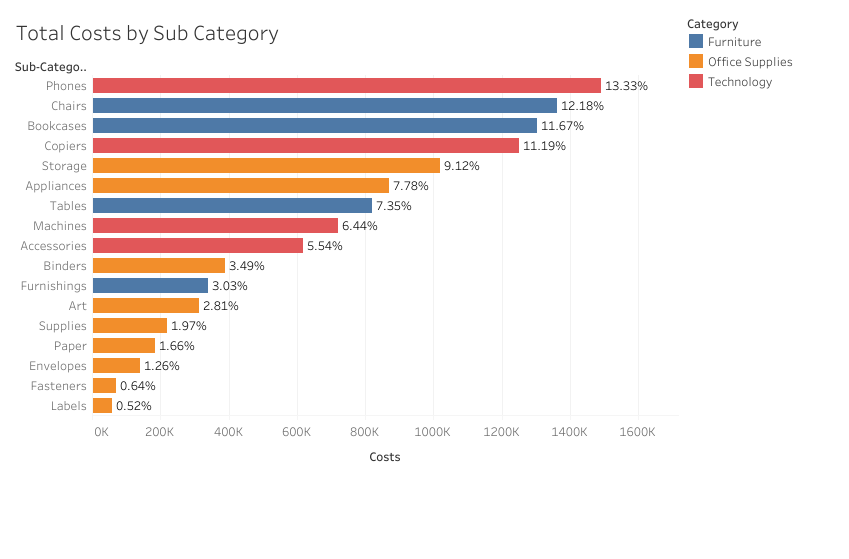 Total Costs by Sub Category
Category
Furniture
Office Supplies
Technology
Sub-Catego..
Phones 13.33%
Chairs 12.18%
Bookcases 11.67%
Copiers 11.19%
Storage 9.12%
Appliances 7.78%
Tables 7.35%
Machines 6.44%
Accessories 5.54%
Binders 3.49%
Furnishings 3.03%
Art 2.81%
Supplies 1.97%
Paper 1.66%
Envelopes 1.26%
Fasteners 0.64%
Labels 0.52%
0K 200K 400K 600K 800K 1000K 1200K 1400K 1600K
Costs